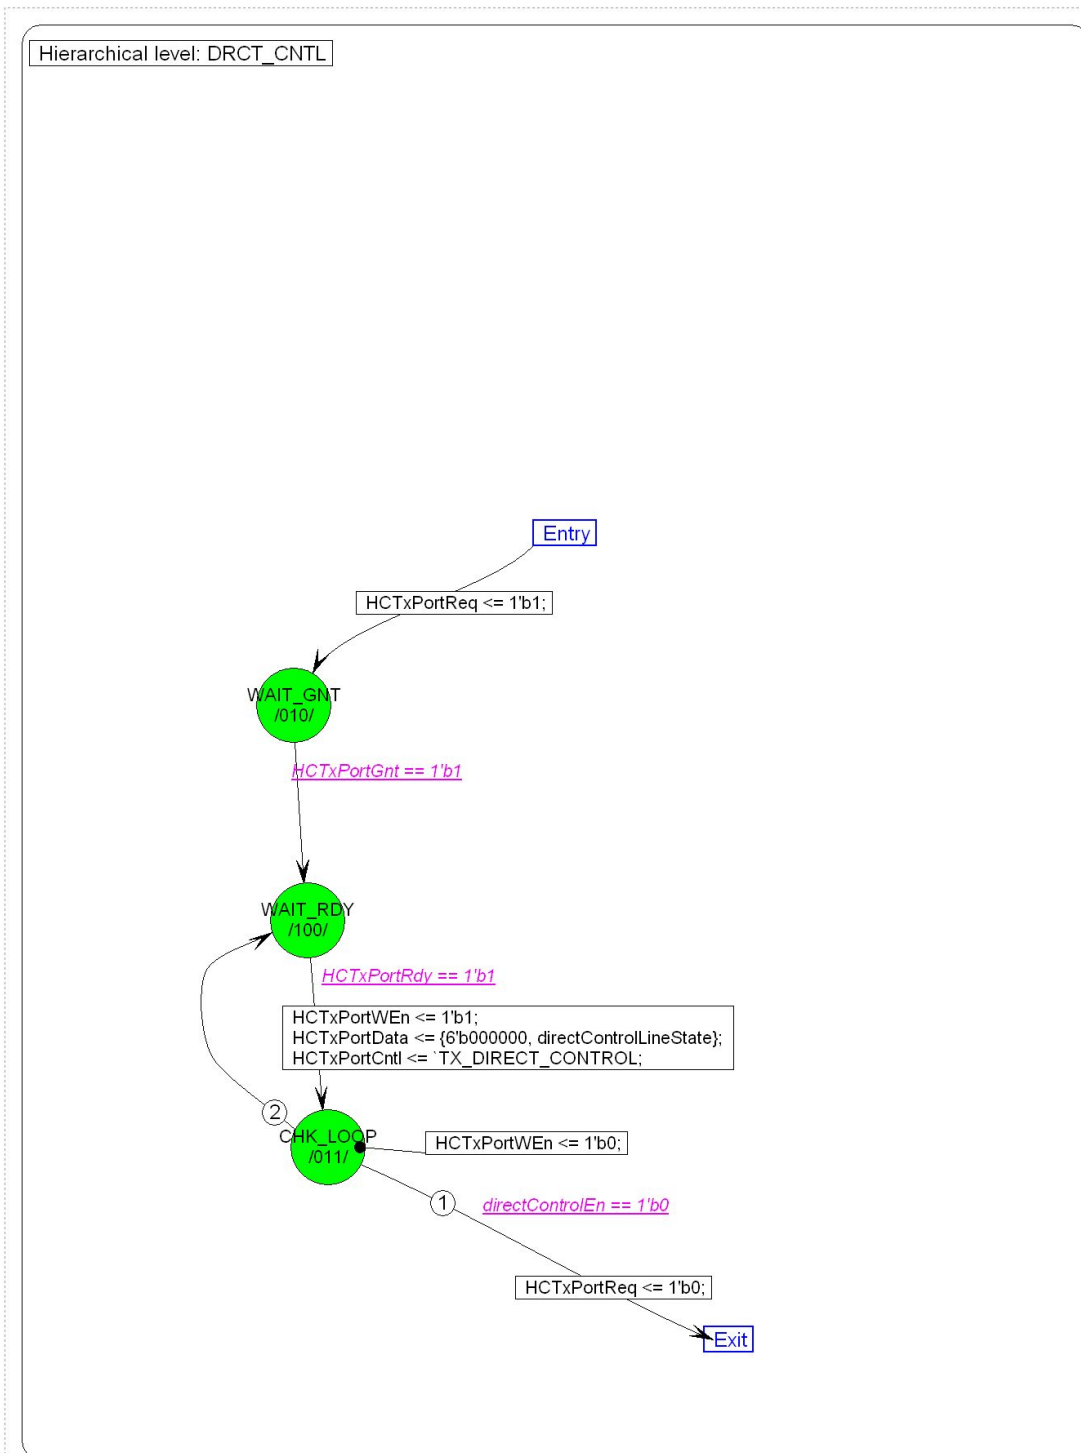 Hierarchical level: DRCT_CNTL
Entry
HCTxPortReq <= 1'b1;
WAIT_GNT
/010/
HCTxPortGnt == 1'b1
WAIT_RDY
/100/
HCTxPortRdy == 1'b1
HCTxPortWEn <= 1'b1;
HCTxPortData <= {6'b000000, directControlLineState};
HCTxPortCntl <= `TX_DIRECT_CONTROL;
2
CHK_LOOP
/011/
HCTxPortWEn <= 1'b0;
1
directControlEn == 1'b0
HCTxPortReq <= 1'b0;
Exit